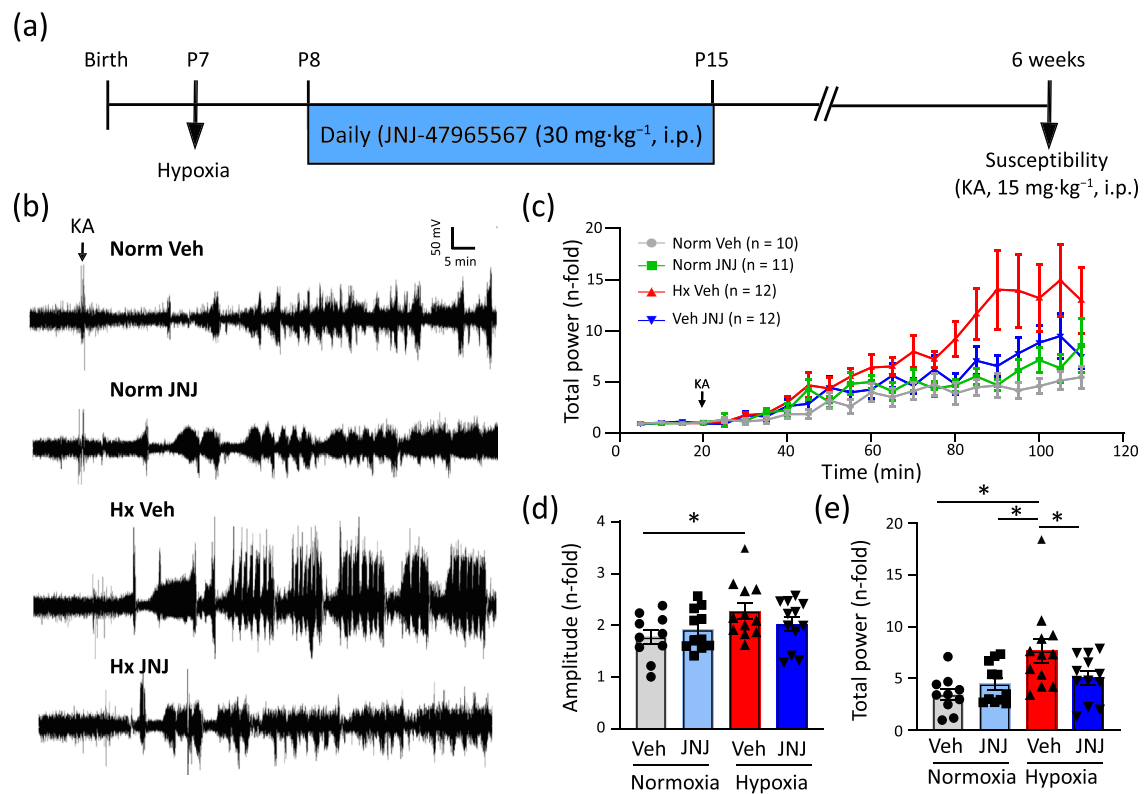 (a)
Birth P7 P8 P15 6 weeks
Daily (JNJ-47965567 (30 mg·kg⁻¹, i.p.)
Hypoxia
Susceptibility
(KA, 15 mg·kg⁻¹, i.p.)
(b)
KA
Norm Veh
50 mV
5 min
Norm JNJ
Hx Veh
Hx JNJ
(c)
Total power (n-fold)
20
15
10
5
0
Norm Veh (n = 10)
Norm JNJ (n = 11)
Hx Veh (n = 12)
Veh JNJ (n = 12)
KA
0 20 40 60 80 100 120
Time (min)
(d)
Amplitude (n-fold)
4
3
2
1
0
*
Veh JNJ Veh JNJ
Normoxia Hypoxia
(e)
Total power (n-fold)
20
15
10
5
0
*
* *
Veh JNJ Veh JNJ
Normoxia Hypoxia